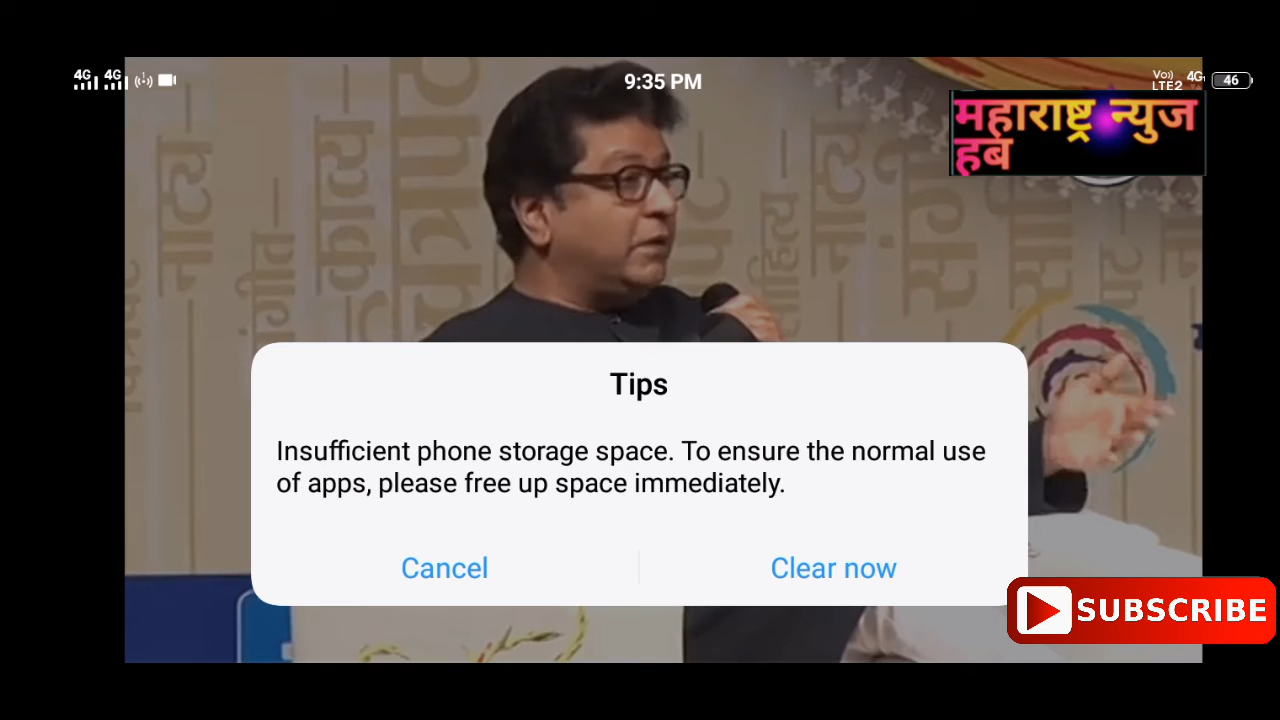 4G 4G
9:35 PM
Vo))
LTE2
4G
46
महाराष्ट्र न्युज
हब
नाट्य
संगीत
काव्य
चित्रपट
साहित्य
नाट्य
Tips
Insufficient phone storage space. To ensure the normal use
of apps, please free up space immediately.
Cancel
Clear now
SUBSCRIBE